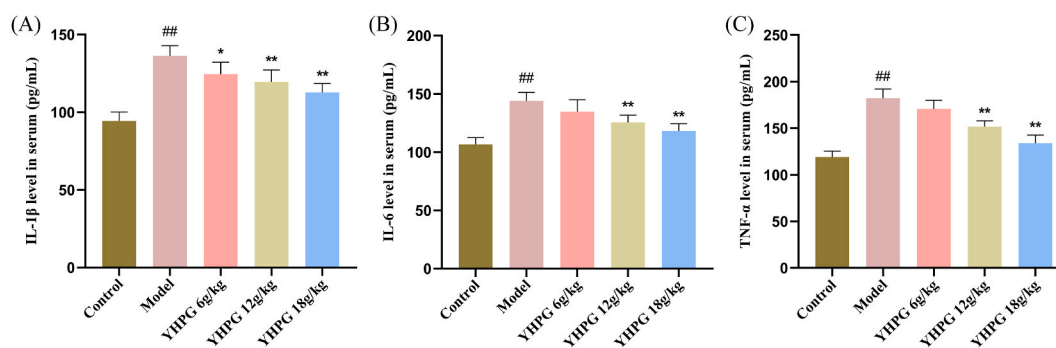 (A)
IL-1β level in serum (pg/mL)
150
100
50
0
##
*
**
**
Control
Model
YHPG 6g/kg
YHPG 12g/kg
YHPG 18g/kg
(B)
IL-6 level in serum (pg/mL)
200
150
100
50
0
##
**
**
Control
Model
YHPG 6g/kg
YHPG 12g/kg
YHPG 18g/kg
(C)
TNF-α level in serum (pg/mL)
250
200
150
100
50
0
##
**
**
Control
Model
YHPG 6g/kg
YHPG 12g/kg
YHPG 18g/kg